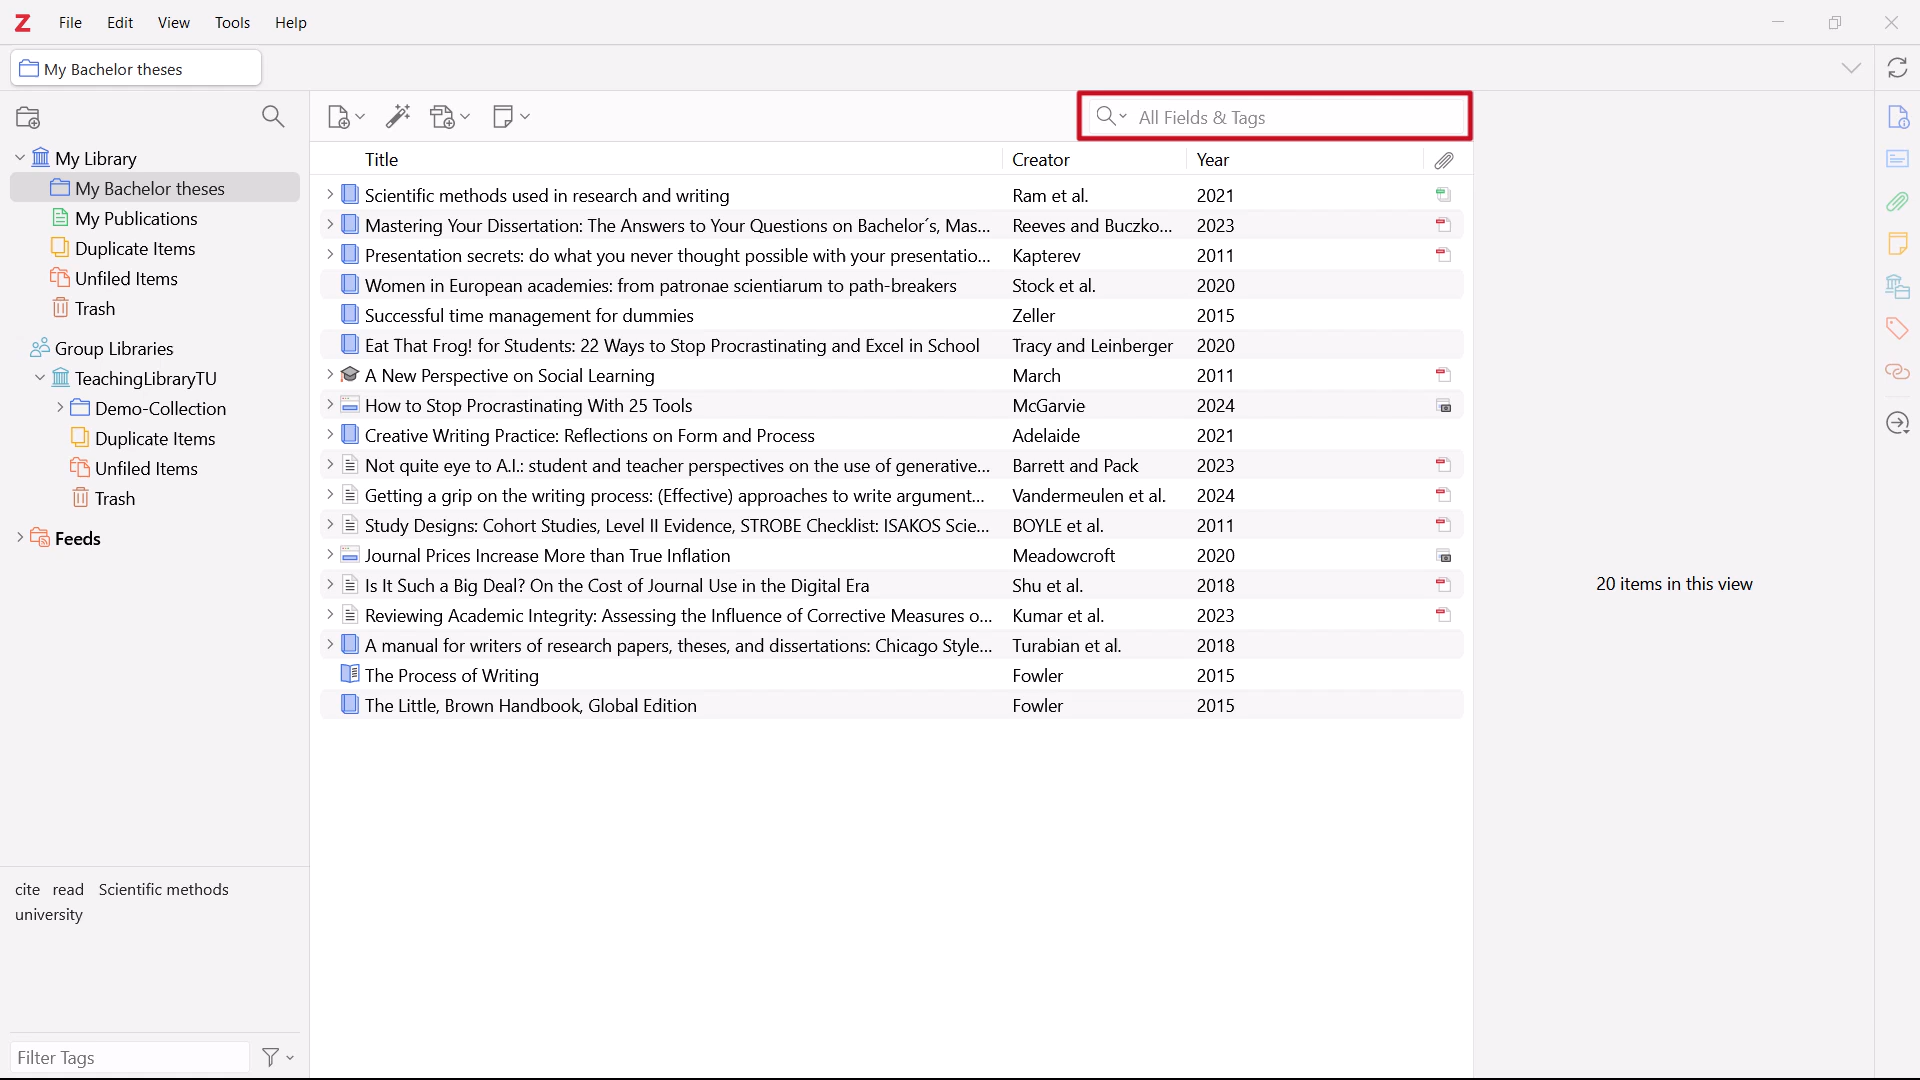 Z File Edit View Tools Help
My Bachelor theses
All Fields & Tags
My Library
My Bachelor theses
My Publications
Duplicate Items
Unfiled Items
Trash
Group Libraries
TeachingLibraryTU
Demo-Collection
Duplicate Items
Unfiled Items
Trash
Feeds
cite read Scientific methods
university
Filter Tags
Title Creator Year
Scientific methods used in research and writing Ram et al. 2021
Mastering Your Dissertation: The Answers to Your Questions on Bachelor´s, Mas... Reeves and Buczko... 2023
Presentation secrets: do what you never thought possible with your presentatio... Kapterev 2011
Women in European academies: from patronae scientiarum to path-breakers Stock et al. 2020
Successful time management for dummies Zeller 2015
Eat That Frog! for Students: 22 Ways to Stop Procrastinating and Excel in School Tracy and Leinberger 2020
A New Perspective on Social Learning March 2011
How to Stop Procrastinating With 25 Tools McGarvie 2024
Creative Writing Practice: Reflections on Form and Process Adelaide 2021
Not quite eye to A.I.: student and teacher perspectives on the use of generative... Barrett and Pack 2023
Getting a grip on the writing process: (Effective) approaches to write argument... Vandermeulen et al. 2024
Study Designs: Cohort Studies, Level II Evidence, STROBE Checklist: ISAKOS Scie... BOYLE et al. 2011
Journal Prices Increase More than True Inflation Meadowcroft 2020
Is It Such a Big Deal? On the Cost of Journal Use in the Digital Era Shu et al. 2018
Reviewing Academic Integrity: Assessing the Influence of Corrective Measures o... Kumar et al. 2023
A manual for writers of research papers, theses, and dissertations: Chicago Style... Turabian et al. 2018
The Process of Writing Fowler 2015
The Little, Brown Handbook, Global Edition Fowler 2015
20 items in this view